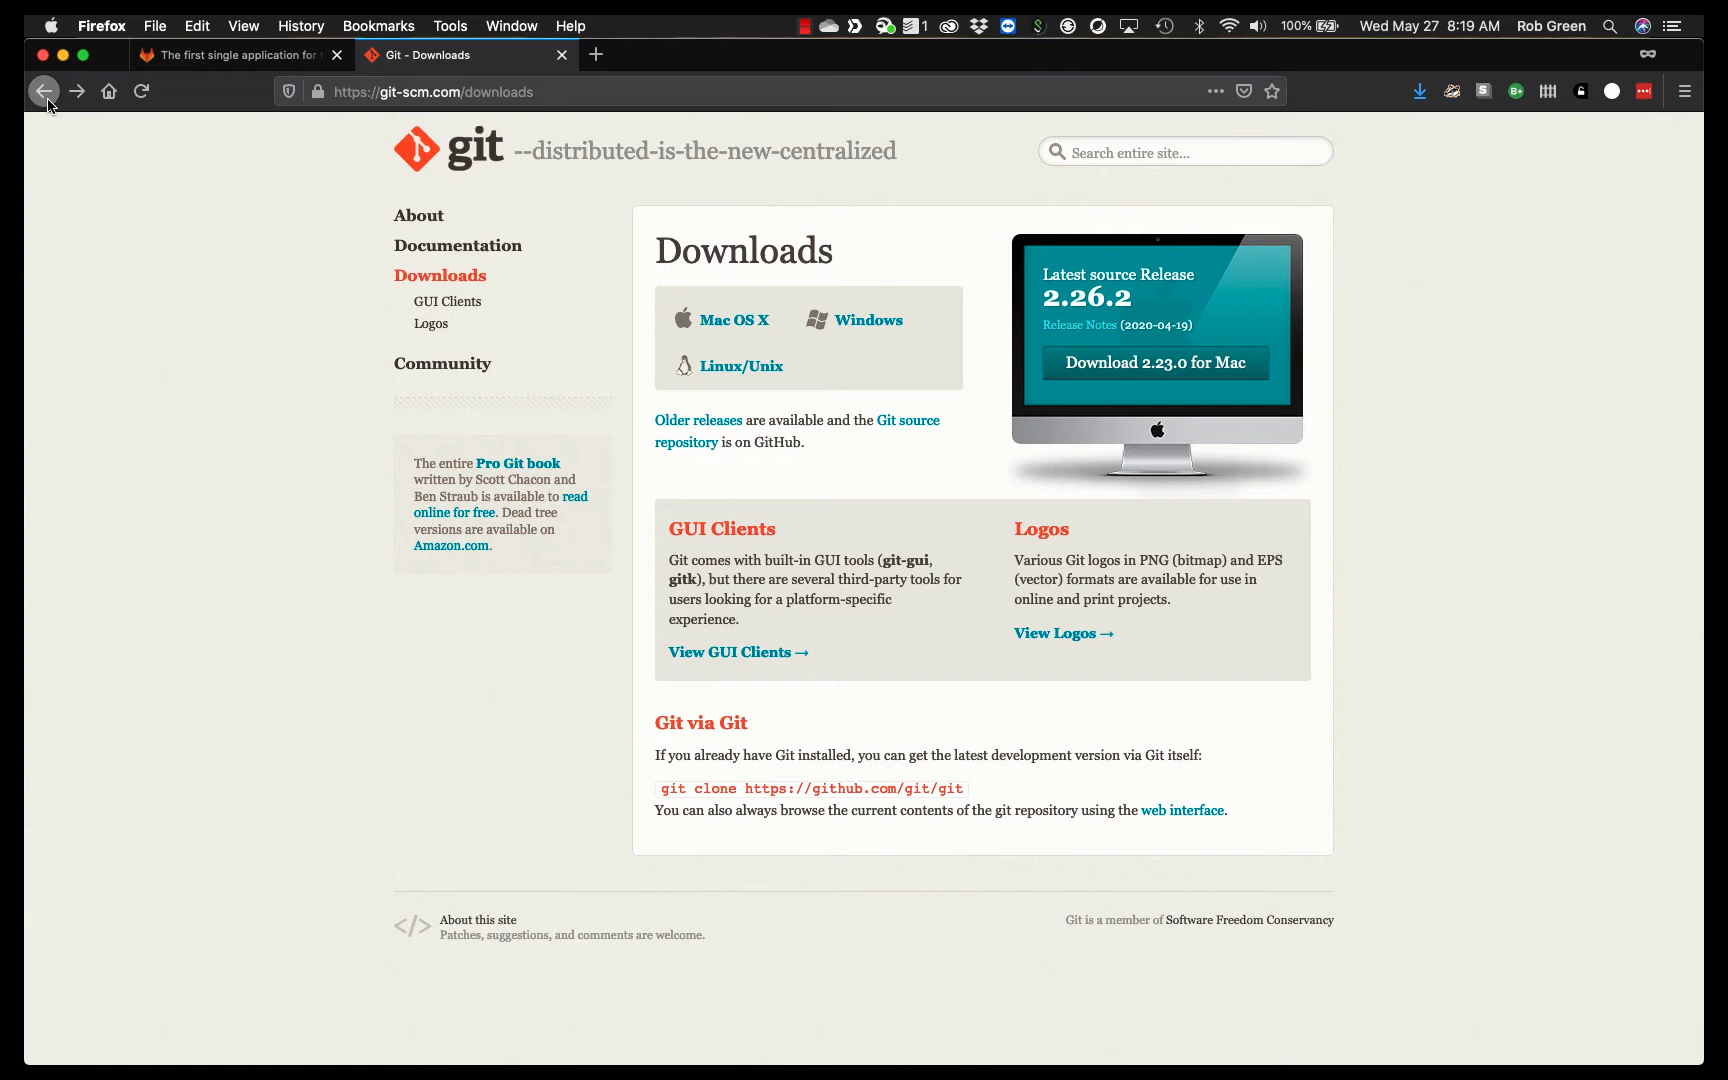 Firefox File Edit View History Bookmarks Tools Window Help 1 100% Wed May 27 8:19 AM Rob Green
The first single application for Git - Downloads
https://git-scm.com/downloads
git --distributed-is-the-new-centralized
Search entire site...
About
Documentation
Downloads
GUI Clients
Logos
Community
The entire Pro Git book
written by Scott Chacon and
Ben Straub is available to read
online for free. Dead tree
versions are available on
Amazon.com.
Downloads
Mac OS X Windows
Linux/Unix
Older releases are available and the Git source
repository is on GitHub.
Latest source Release
2.26.2
Release Notes (2020-04-19)
Download 2.23.0 for Mac
GUI Clients
Git comes with built-in GUI tools (git-gui,
gitk), but there are several third-party tools for
users looking for a platform-specific
experience.
View GUI Clients →
Logos
Various Git logos in PNG (bitmap) and EPS
(vector) formats are available for use in
online and print projects.
View Logos →
Git via Git
If you already have Git installed, you can get the latest development version via Git itself:
git clone https://github.com/git/git
You can also always browse the current contents of the git repository using the web interface.
</> About this site
Patches, suggestions, and comments are welcome.
Git is a member of Software Freedom Conservancy